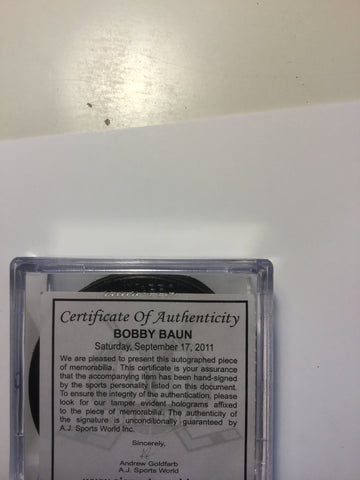 Certificate Of Authenticity
BOBBY BAUN
Saturday, September 17, 2011
We are pleased to present this autographed piece
of memorabilia. This certificate is your assurance
that the accompanying item has been hand-signed
by the sports personality listed on this document.
To ensure the integrity of the authentication, please
look for our tamper evident holograms affixed
to the piece of memorabilia. The authenticity of
the signature is unconditionally guaranteed by
A.J. Sports World Inc.
Sincerely,
Andrew Goldfarb
A.J. Sports World